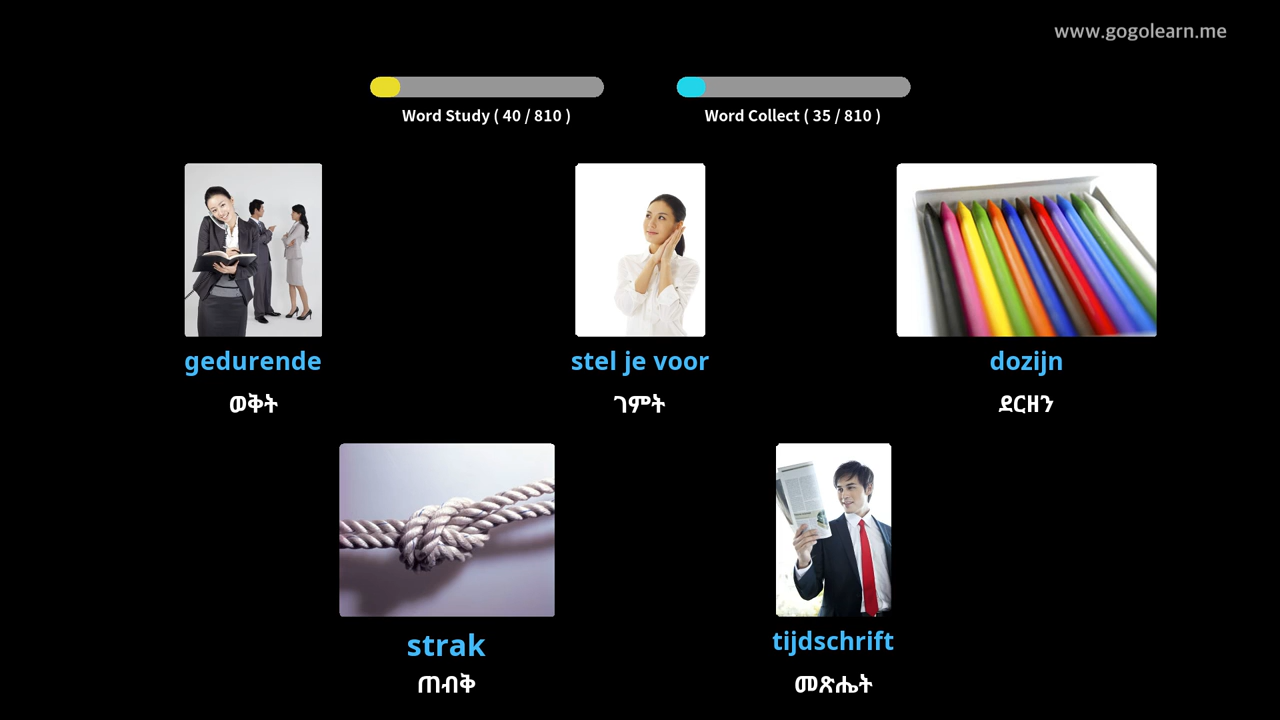 www.gogolearn.me
Word Study ( 40 / 810 )
Word Collect ( 35 / 810 )
gedurende
stel je voor
dozijn
ወቅት
ገምት
ደርዘን
strak
tijdschrift
ጠብቅ
መጽሔት